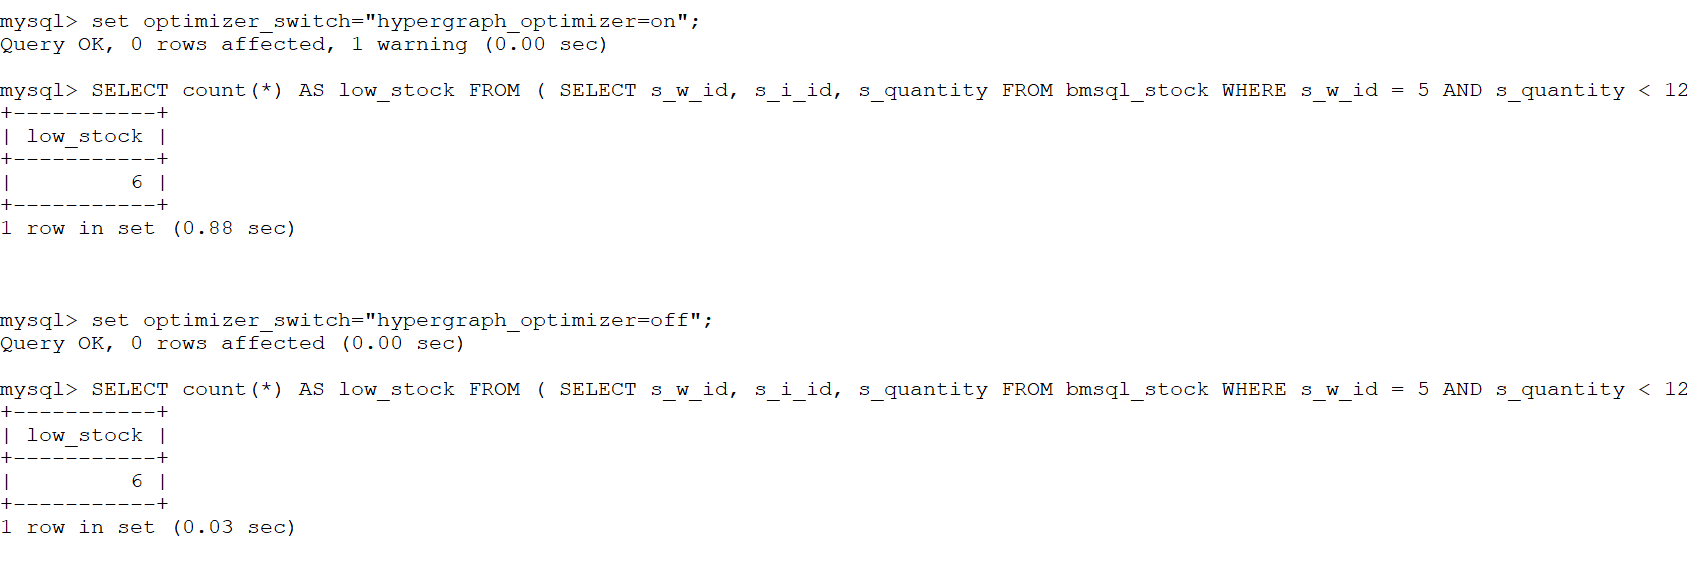 mysql> set optimizer_switch="hypergraph_optimizer=on";
Query OK, 0 rows affected, 1 warning (0.00 sec)
mysql> SELECT count(*) AS low_stock FROM ( SELECT s_w_id, s_i_id, s_quantity FROM bmsql_stock WHERE s_w_id = 5 AND s_quantity < 12
+-----------+
| low_stock |
+-----------+
|         6 |
+-----------+
1 row in set (0.88 sec)
mysql> set optimizer_switch="hypergraph_optimizer=off";
Query OK, 0 rows affected (0.00 sec)
mysql> SELECT count(*) AS low_stock FROM ( SELECT s_w_id, s_i_id, s_quantity FROM bmsql_stock WHERE s_w_id = 5 AND s_quantity < 12
+-----------+
| low_stock |
+-----------+
|         6 |
+-----------+
1 row in set (0.03 sec)